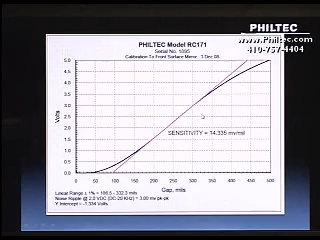 PHILTEC
www.Philtec.com
410-757-4404
PHILTEC Model RC171
Serial No. 1895
Calibration To Front Surface Mirror 3 Dec 08
5.0
4.5
4.0
3.5
3.0
2.5
2.0
1.5
1.0
0.5
0.0
Volts
SENSITIVITY = 14.335 mv/mil
0 50 100 150 200 250 300 350 400 450 500
Gap, mils
Linear Range ± 1% = 186.5 - 332.3 mils
Noise Ripple @ 2.0 VDC (DC-20 KHz) = 3.00 mv pk-pk
Y Intercept = -1.334 Volts